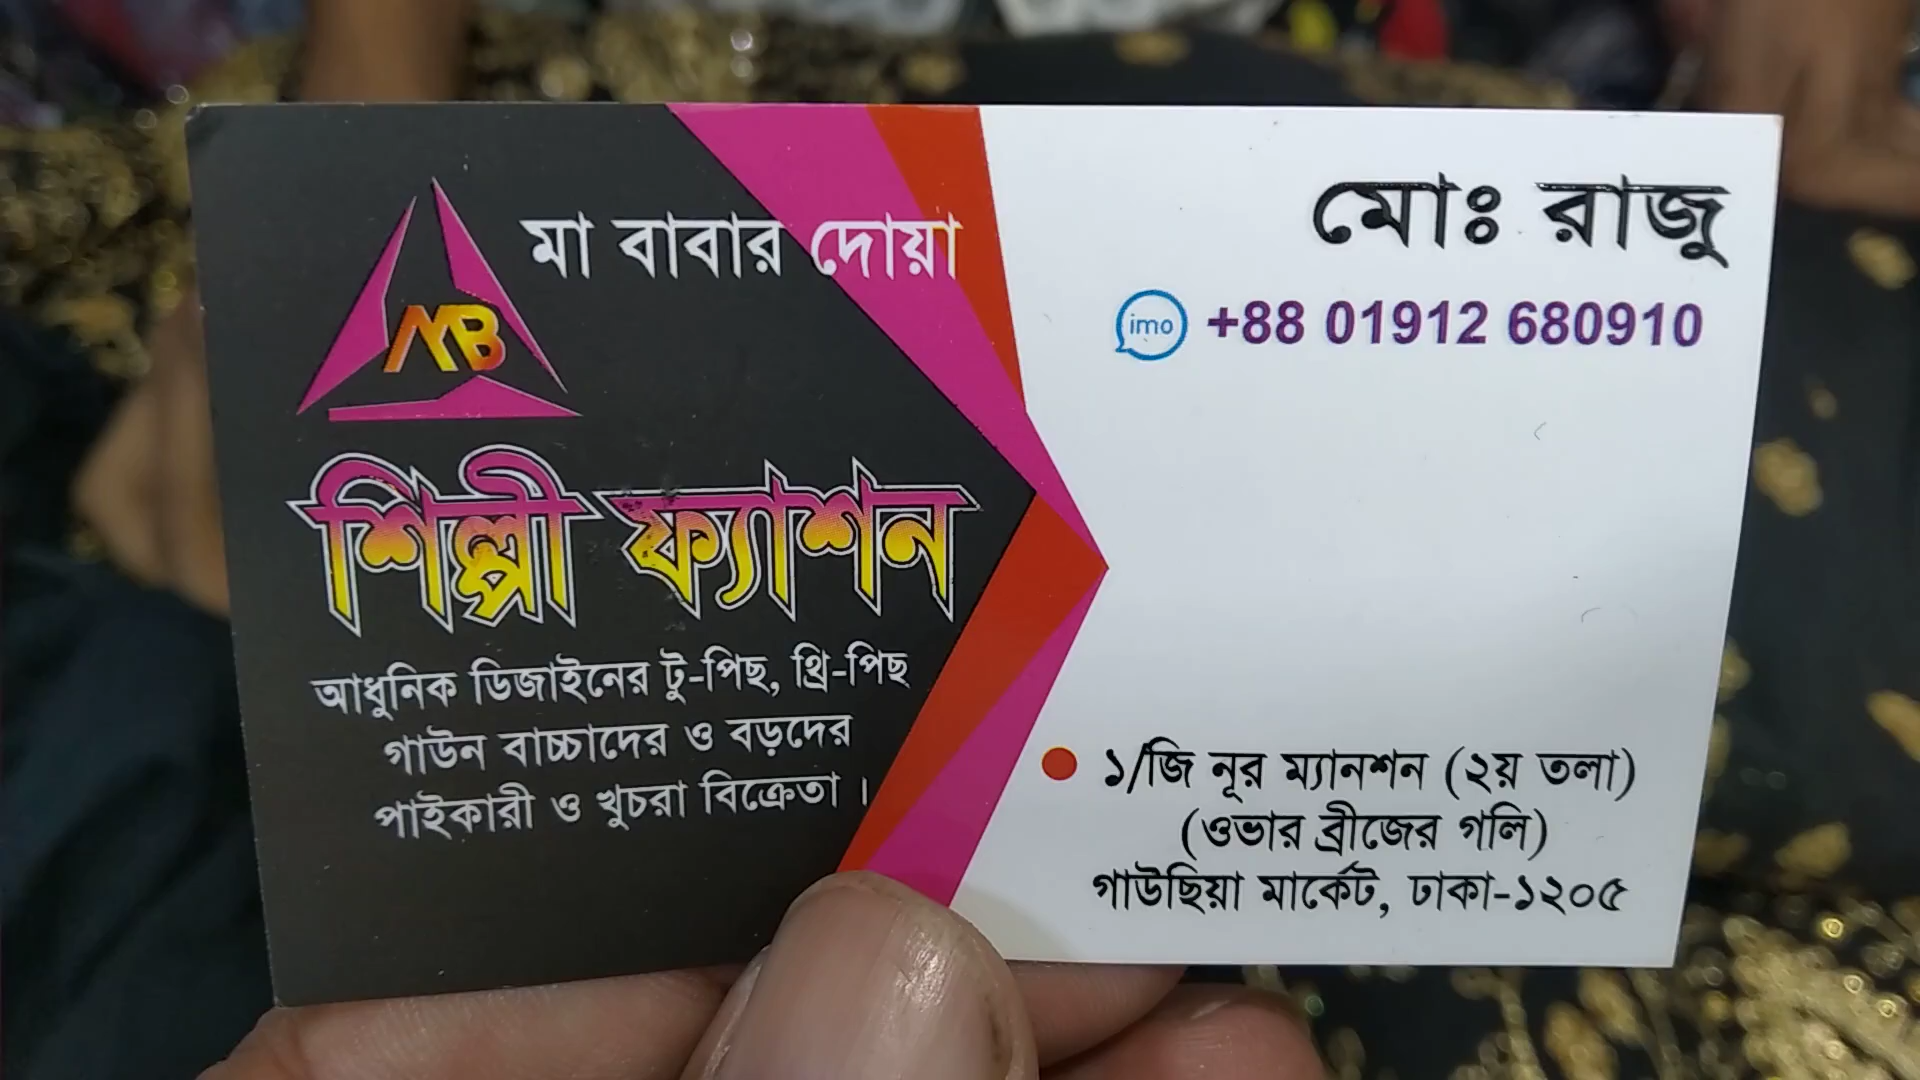 মা বাবার দোয়া
শিল্পী ফ্যাশন
আধুনিক ডিজাইনের টু-পিছ, থ্রি-পিছ
গাউন বাচ্চাদের ও বড়দের
পাইকারী ও খুচরা বিক্রেতা।
মোঃ রাজু
imo +88 01912 680910
১/জি নূর ম্যানশন (২য় তলা)
(ওভার ব্রীজের গলি)
গাউছিয়া মার্কেট, ঢাকা-১২০৫